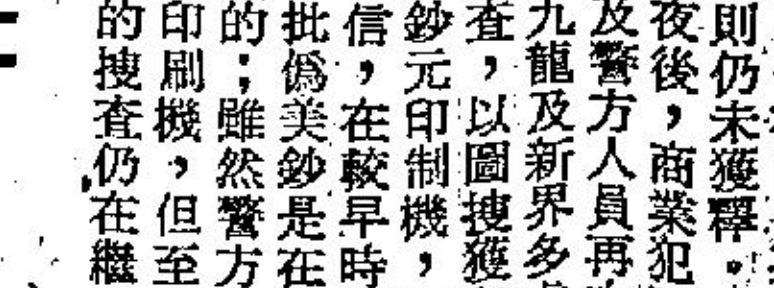 則仍未獲釋。
夜後，商業犯
及警方人員再
九龍及新界多
查，以圖搜獲
鈔元印制機，
信，在較早時
批偽美鈔是在
的；雖然警方
印刷機，但至
的搜查仍在繼